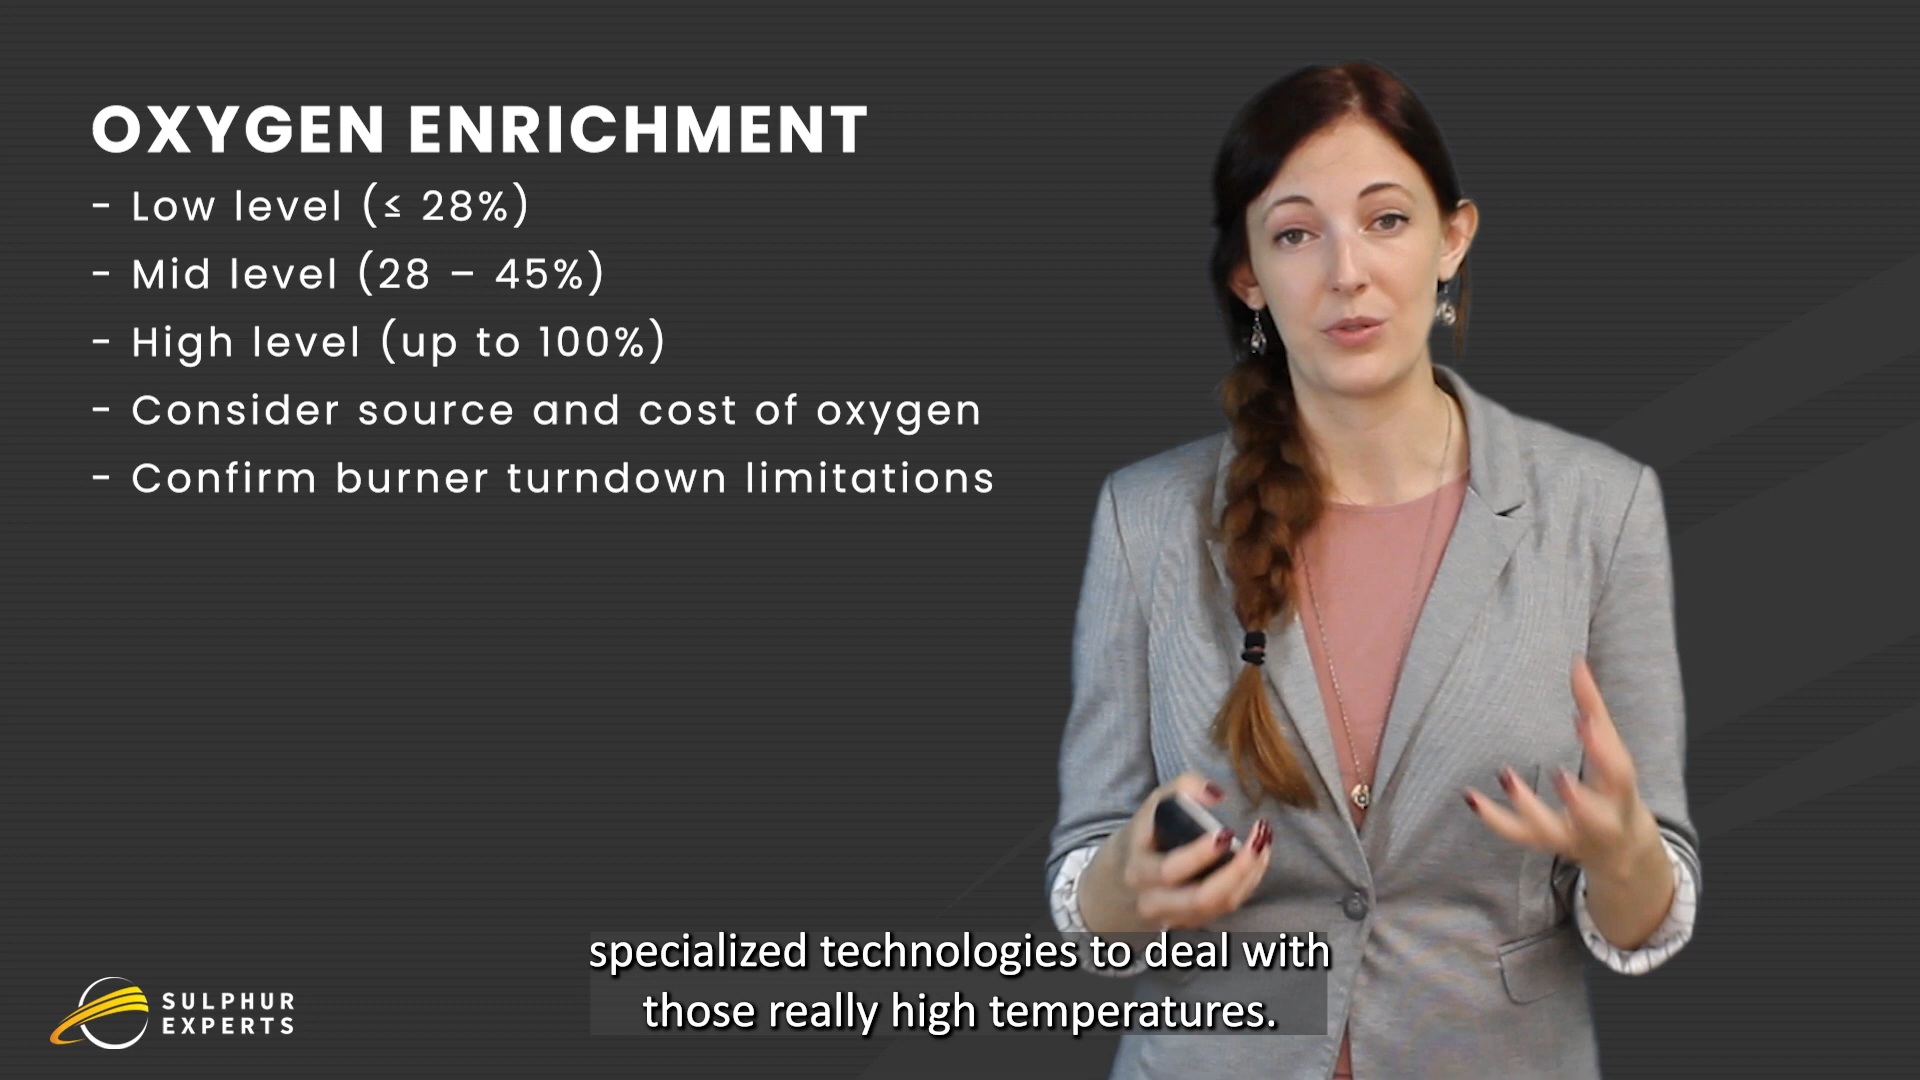 OXYGEN ENRICHMENT
- Low level (≤ 28%)
- Mid level (28 – 45%)
- High level (up to 100%)
- Consider source and cost of oxygen
- Confirm burner turndown limitations
specialized technologies to deal with
those really high temperatures.
SULPHUR
EXPERTS